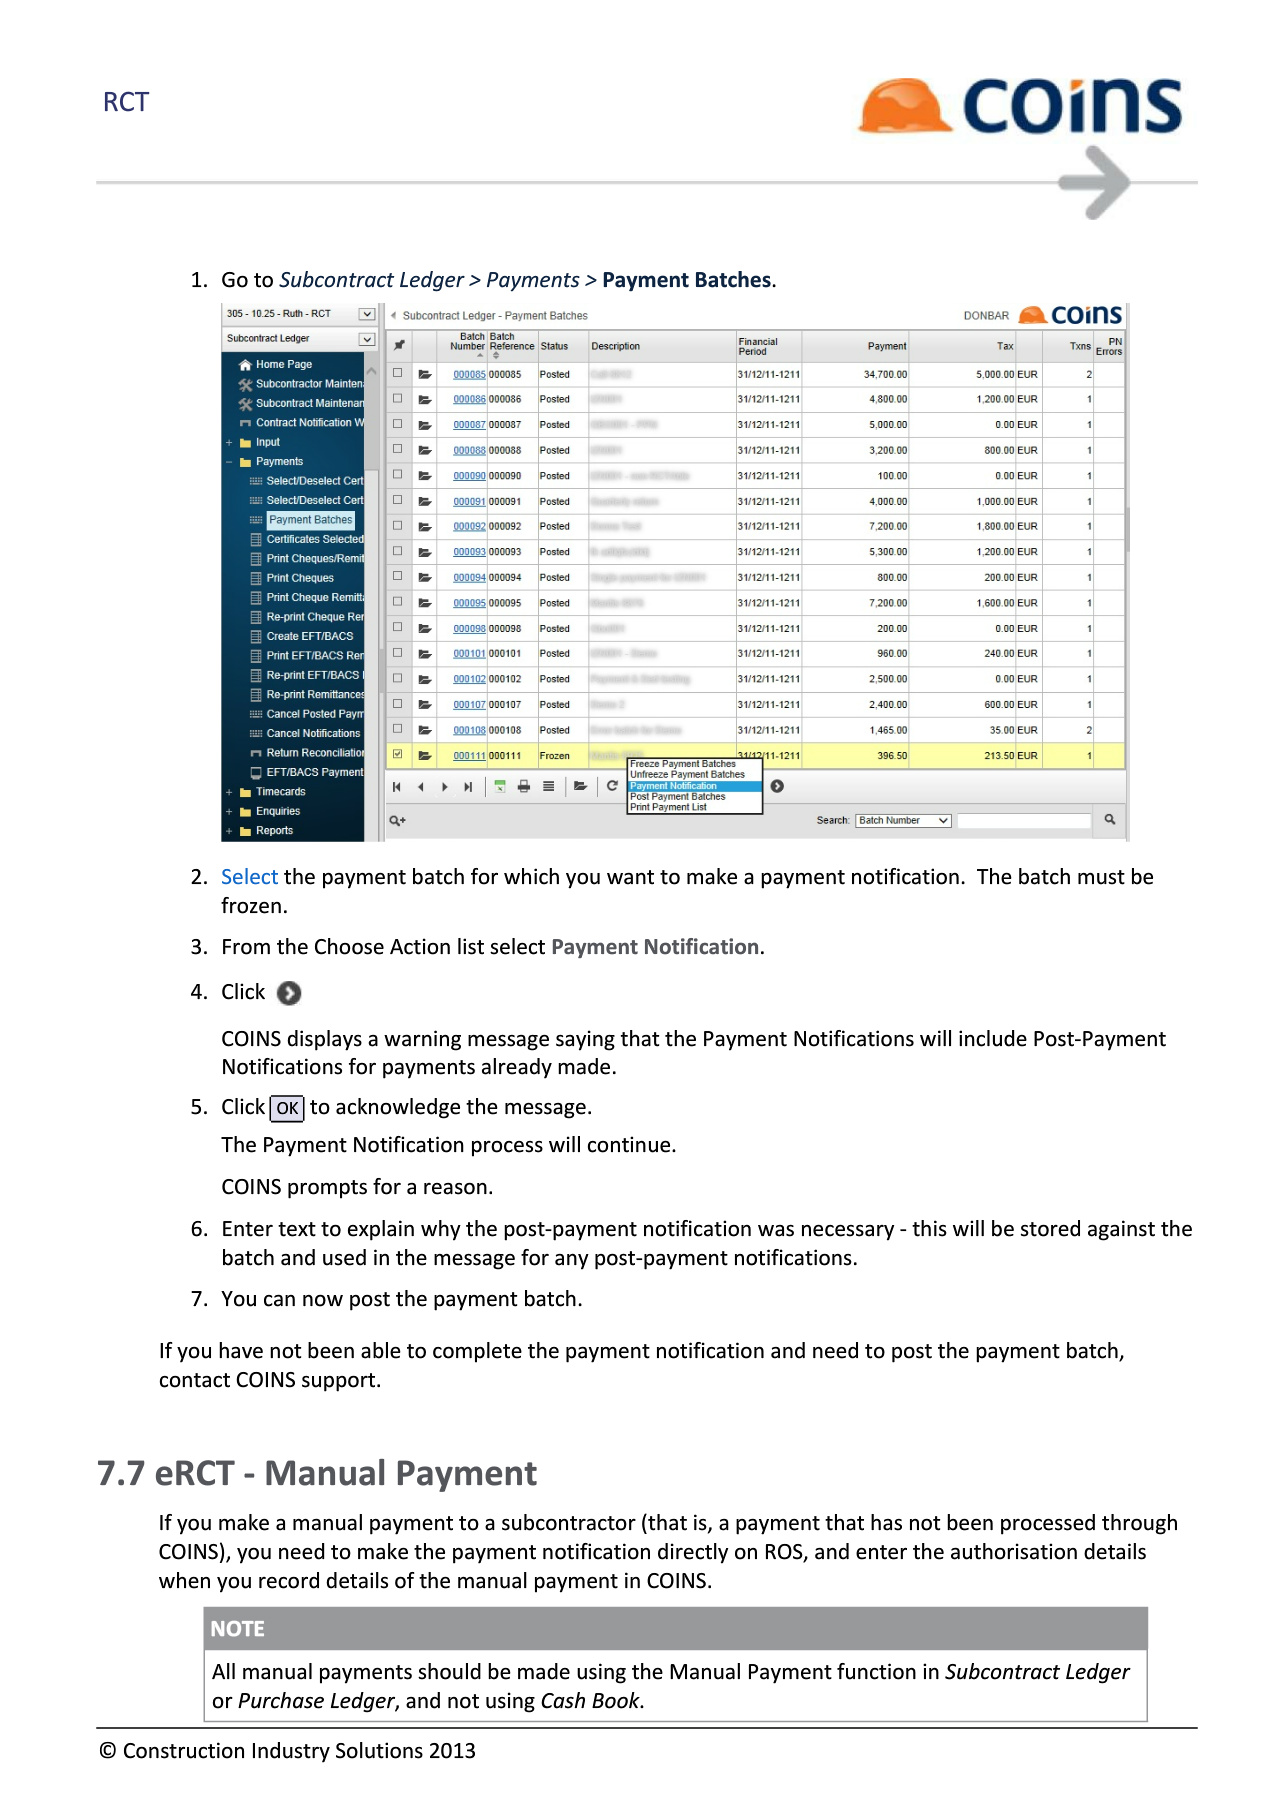 RCT
coins
1. Go to Subcontract Ledger > Payments > Payment Batches.
305 - 10.25 - Ruth - RCT
Subcontract Ledger
Home Page
Subcontractor Mainten
Subcontract Maintenan
Contract Notification W
+ Input
- Payments
Select/Deselect Cert
Select/Deselect Cert
Payment Batches
Certificates Selected
Print Cheques/Remit
Print Cheques
Print Cheque Remitt
Re-print Cheque Rer
Create EFT/BACS
Print EFT/BACS Rer
Re-print EFT/BACS
Re-print Remittances
Cancel Posted Paym
Cancel Notifications
Return Reconciliation
EFT/BACS Payment
+ Timecards
+ Enquiries
+ Reports
Subcontract Ledger - Payment Batches DONBAR coins
Batch Number Batch Reference Status Description Financial Period Payment Tax Txns PN Errors
000085 000085 Posted 31/12/11-1211 34,700.00 5,000.00 EUR 2
000086 000086 Posted 31/12/11-1211 4,800.00 1,200.00 EUR 1
000087 000087 Posted 31/12/11-1211 5,000.00 0.00 EUR 1
000088 000088 Posted 31/12/11-1211 3,200.00 800.00 EUR 1
000090 000090 Posted 31/12/11-1211 100.00 0.00 EUR 1
000091 000091 Posted 31/12/11-1211 4,000.00 1,000.00 EUR 1
000092 000092 Posted 31/12/11-1211 7,200.00 1,800.00 EUR 1
000093 000093 Posted 31/12/11-1211 5,300.00 1,200.00 EUR 1
000094 000094 Posted 31/12/11-1211 800.00 200.00 EUR 1
000095 000095 Posted 31/12/11-1211 7,200.00 1,600.00 EUR 1
000098 000098 Posted 31/12/11-1211 200.00 0.00 EUR 1
000101 000101 Posted 31/12/11-1211 960.00 240.00 EUR 1
000102 000102 Posted 31/12/11-1211 2,500.00 0.00 EUR 1
000107 000107 Posted 31/12/11-1211 2,400.00 600.00 EUR 1
000108 000108 Posted 31/12/11-1211 1,465.00 35.00 EUR 2
000111 000111 Frozen 31/12/11-1211 396.50 213.50 EUR 1
Freeze Payment Batches
Unfreeze Payment Batches
Payment Notification
Post Payment Batches
Print Payment List
Search: Batch Number
2. Select the payment batch for which you want to make a payment notification. The batch must be
frozen.
3. From the Choose Action list select Payment Notification.
4. Click
COINS displays a warning message saying that the Payment Notifications will include Post-Payment
Notifications for payments already made.
5. Click OK to acknowledge the message.
The Payment Notification process will continue.
COINS prompts for a reason.
6. Enter text to explain why the post-payment notification was necessary - this will be stored against the
batch and used in the message for any post-payment notifications.
7. You can now post the payment batch.
If you have not been able to complete the payment notification and need to post the payment batch,
contact COINS support.
7.7 eRCT - Manual Payment
If you make a manual payment to a subcontractor (that is, a payment that has not been processed through
COINS), you need to make the payment notification directly on ROS, and enter the authorisation details
when you record details of the manual payment in COINS.
NOTE
All manual payments should be made using the Manual Payment function in Subcontract Ledger
or Purchase Ledger, and not using Cash Book.
© Construction Industry Solutions 2013